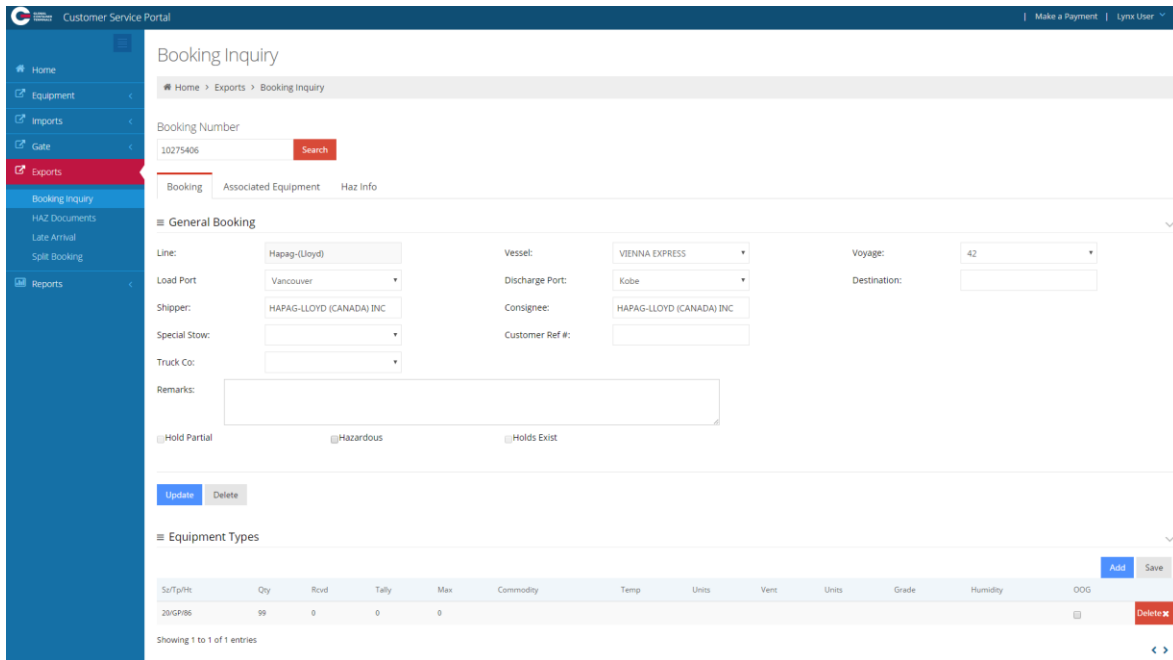 GLOBAL CONTAINER TERMINALS Customer Service Portal | Make a Payment | Lynx User
Home
Equipment
Imports
Gate
Exports
Booking Inquiry
HAZ Documents
Late Arrival
Split Booking
Reports
Booking Inquiry
Home > Exports > Booking Inquiry
Booking Number
10275406 Search
Booking Associated Equipment Haz Info
General Booking
Line: Hapag-(Lloyd) Vessel: VIENNA EXPRESS Voyage: 42
Load Port Vancouver Discharge Port: Kobe Destination:
Shipper: HAPAG-LLOYD (CANADA) INC Consignee: HAPAG-LLOYD (CANADA) INC
Special Stow: Customer Ref #:
Truck Co:
Remarks:
Hold Partial Hazardous Holds Exist
Update Delete
Equipment Types
Add Save
Sz/Tp/Ht Qty Rcvd Tally Max Commodity Temp Units Vent Units Grade Humidity OOG
20/GP/86 99 0 0 0 Delete
Showing 1 to 1 of 1 entries